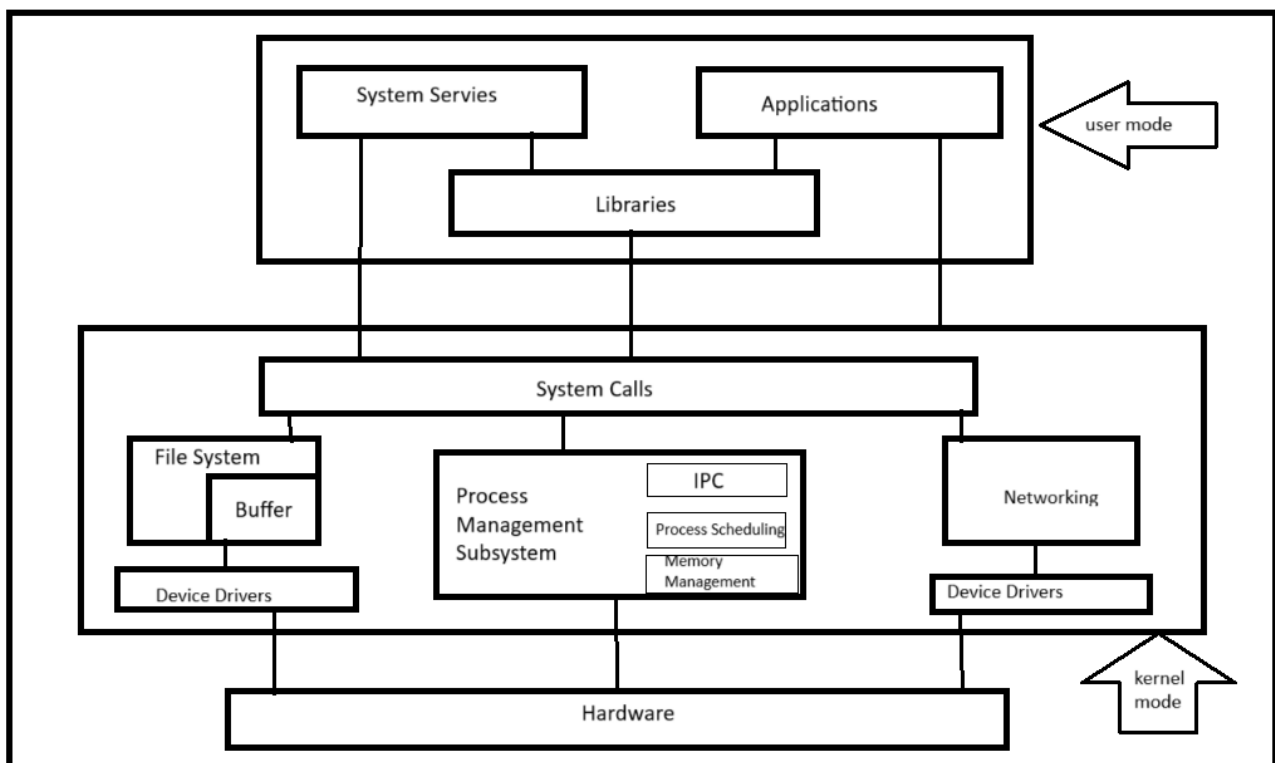 System Servies
Applications
user mode
Libraries
System Calls
File System
Buffer
Process
Management
Subsystem
IPC
Process Scheduling
Memory
Management
Networking
Device Drivers
Device Drivers
kernel
mode
Hardware